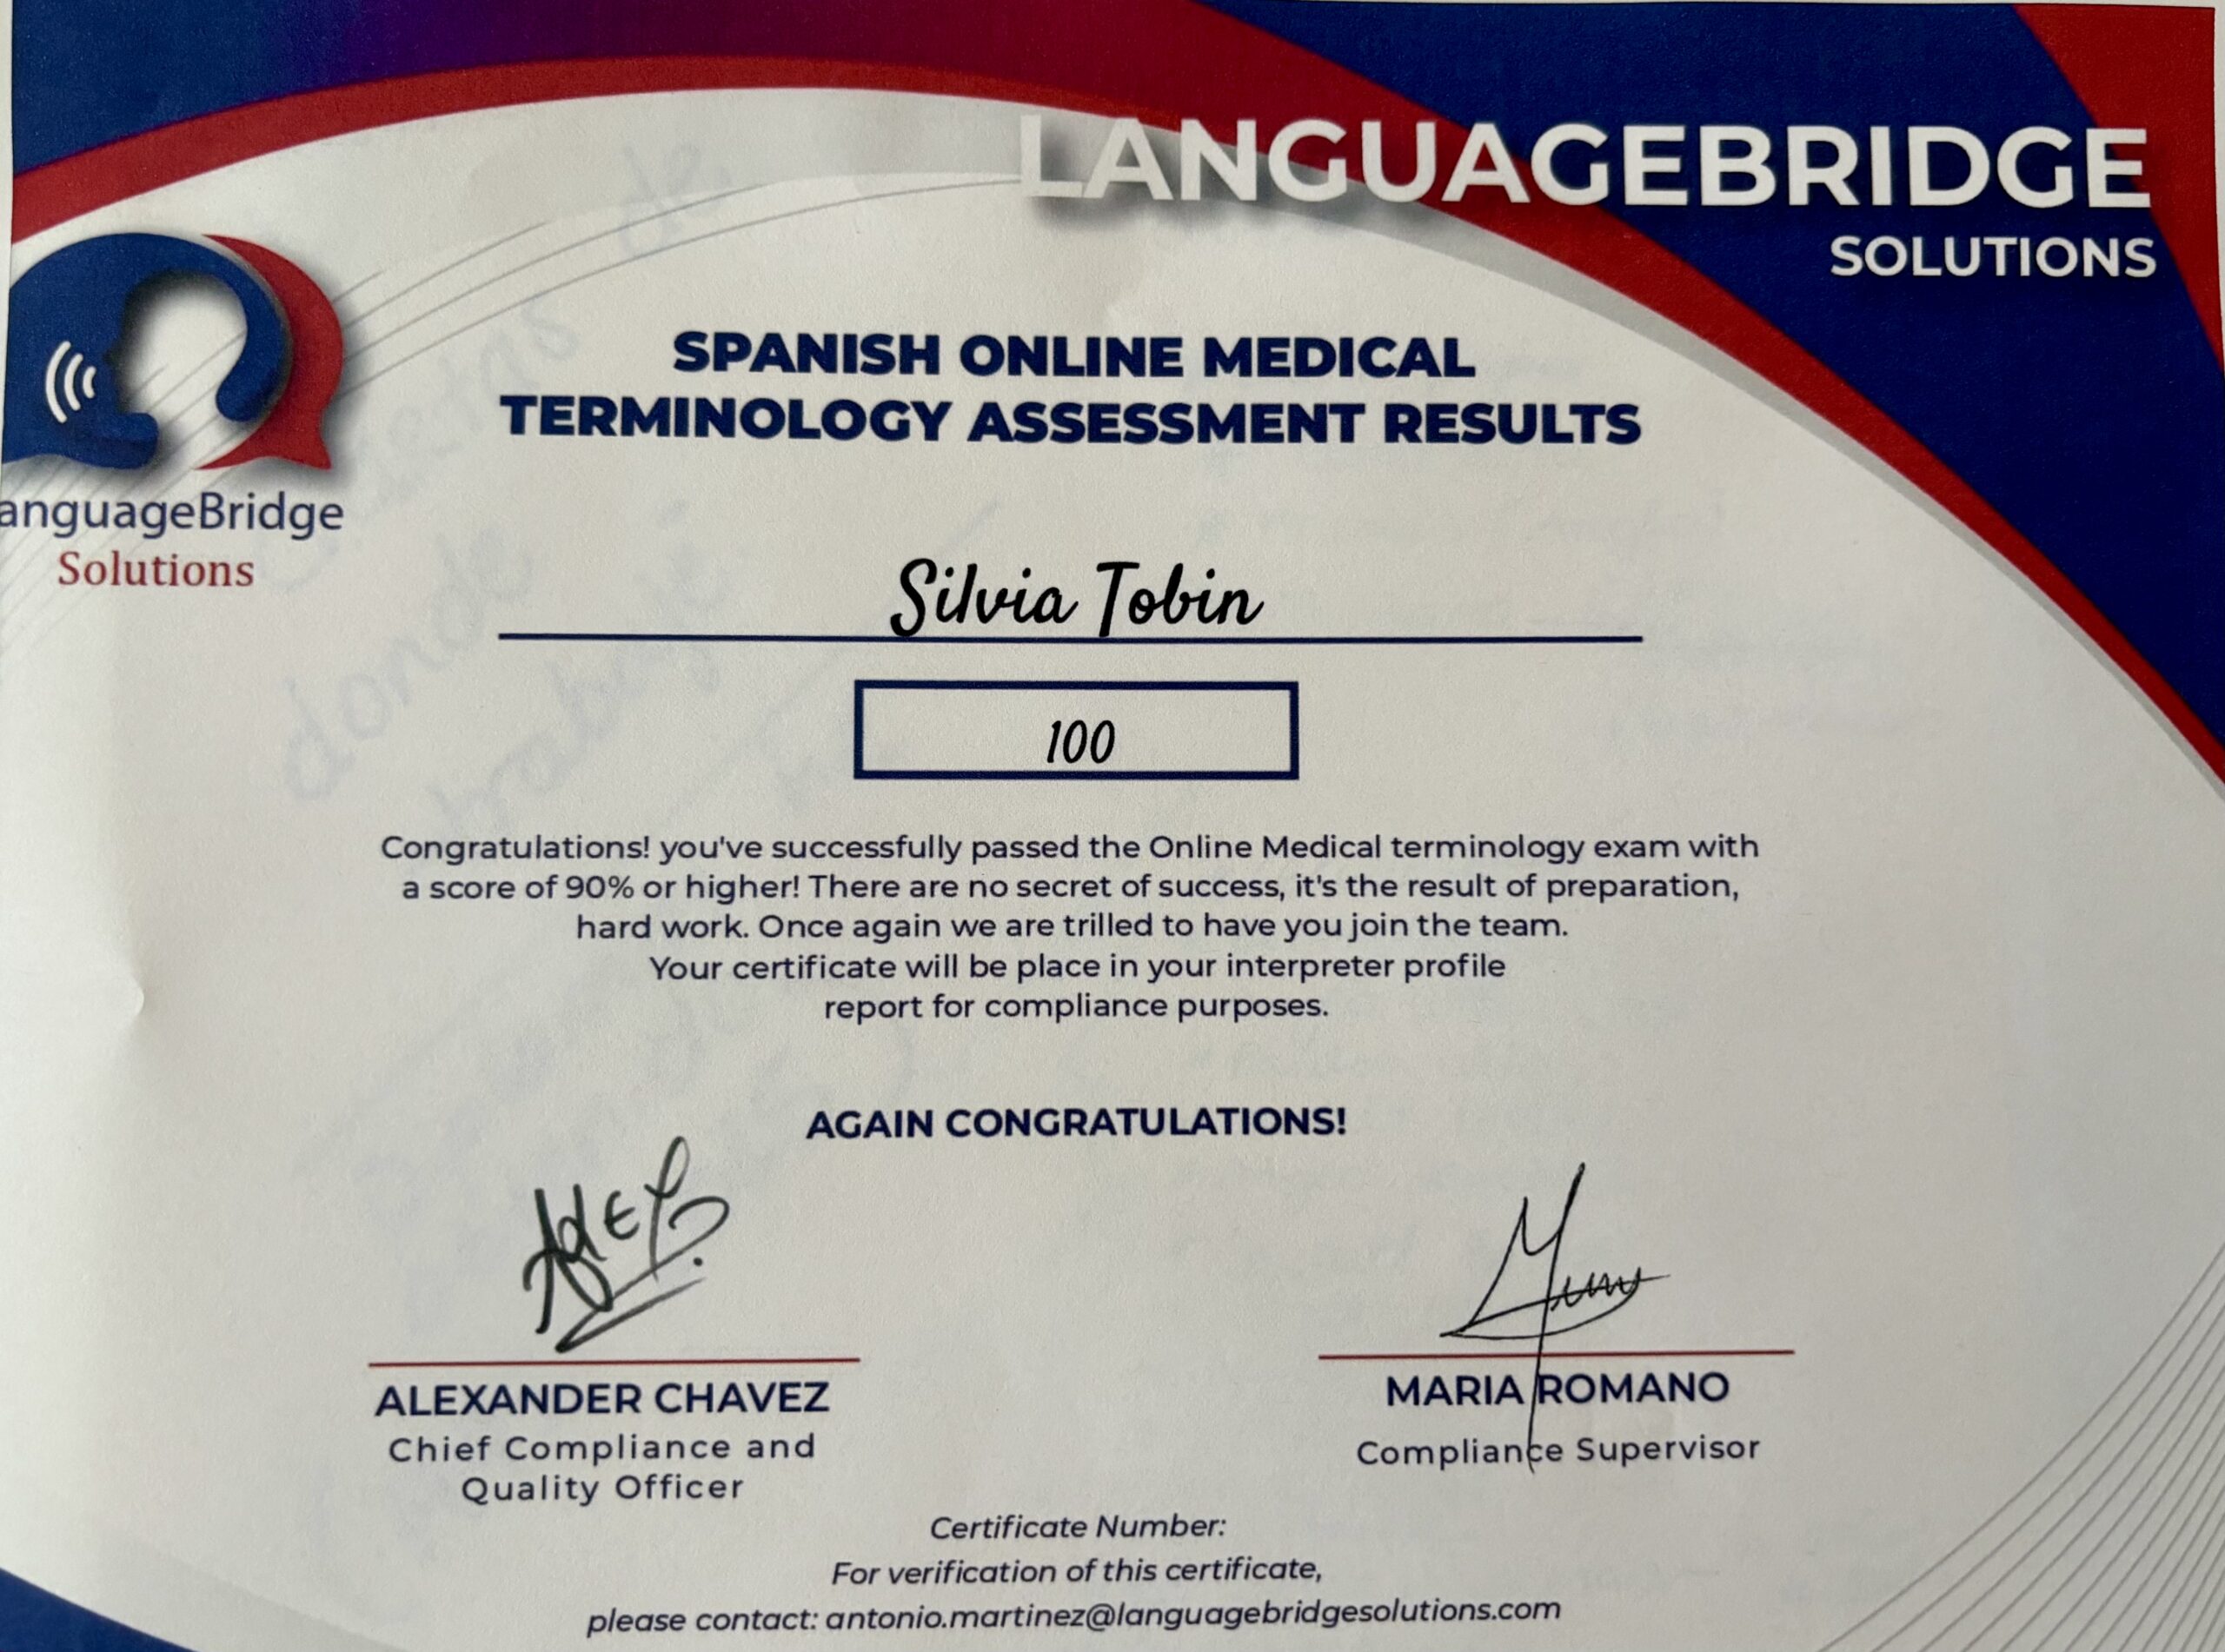 LANGUAGEBRIDGE
SOLUTIONS
anguageBridge
Solutions
SPANISH ONLINE MEDICAL
TERMINOLOGY ASSESSMENT RESULTS
Silvia Tobin
100
Congratulations! you've successfully passed the Online Medical terminology exam with
a score of 90% or higher! There are no secret of success, it's the result of preparation,
hard work. Once again we are trilled to have you join the team.
Your certificate will be place in your interpreter profile
report for compliance purposes.
AGAIN CONGRATULATIONS!
ALEXANDER CHAVEZ
Chief Compliance and
Quality Officer
MARIA ROMANO
Compliance Supervisor
Certificate Number:
For verification of this certificate,
please contact: antonio.martinez@languagebridgesolutions.com
de
donde